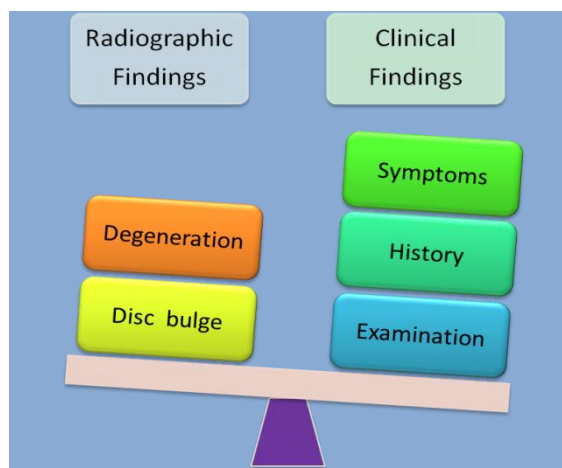 Radiographic
Findings
Clinical
Findings
Symptoms
Degeneration
History
Disc bulge
Examination